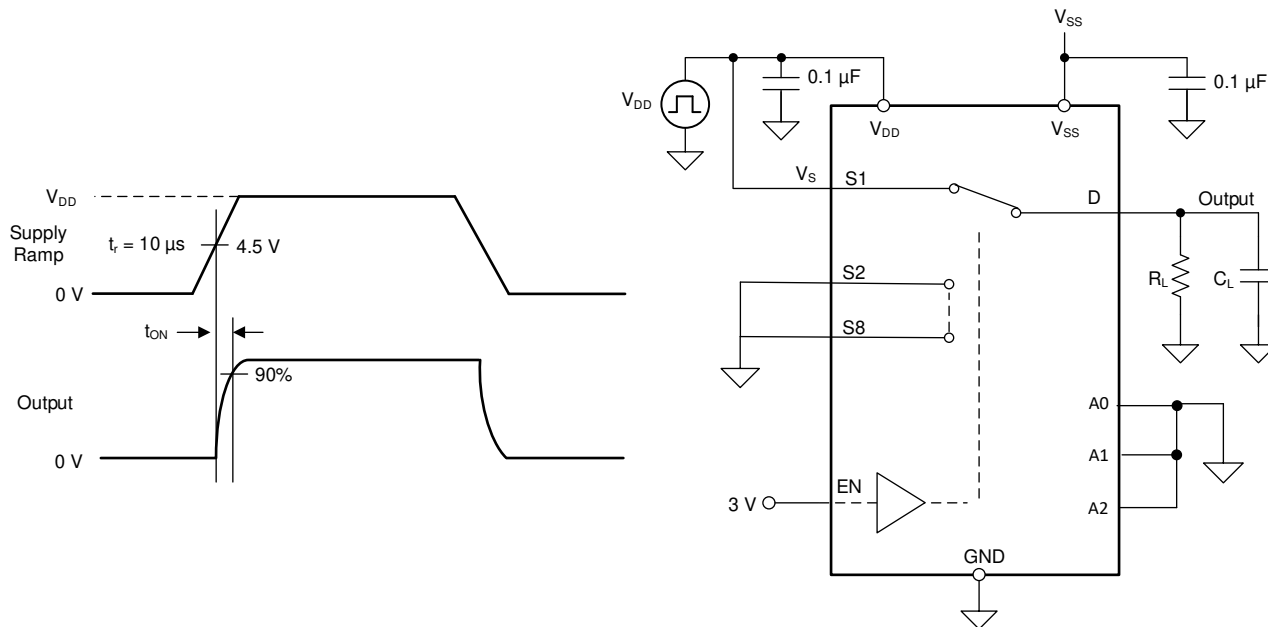 V_DD
Supply
Ramp
t_r = 10 µs
4.5 V
0 V
t_ON
90%
Output
0 V
V_SS
0.1 µF
0.1 µF
V_DD
V_DD
V_SS
V_S
S1
D
Output
S2
R_L
C_L
S8
A0
A1
EN
3 V
A2
GND